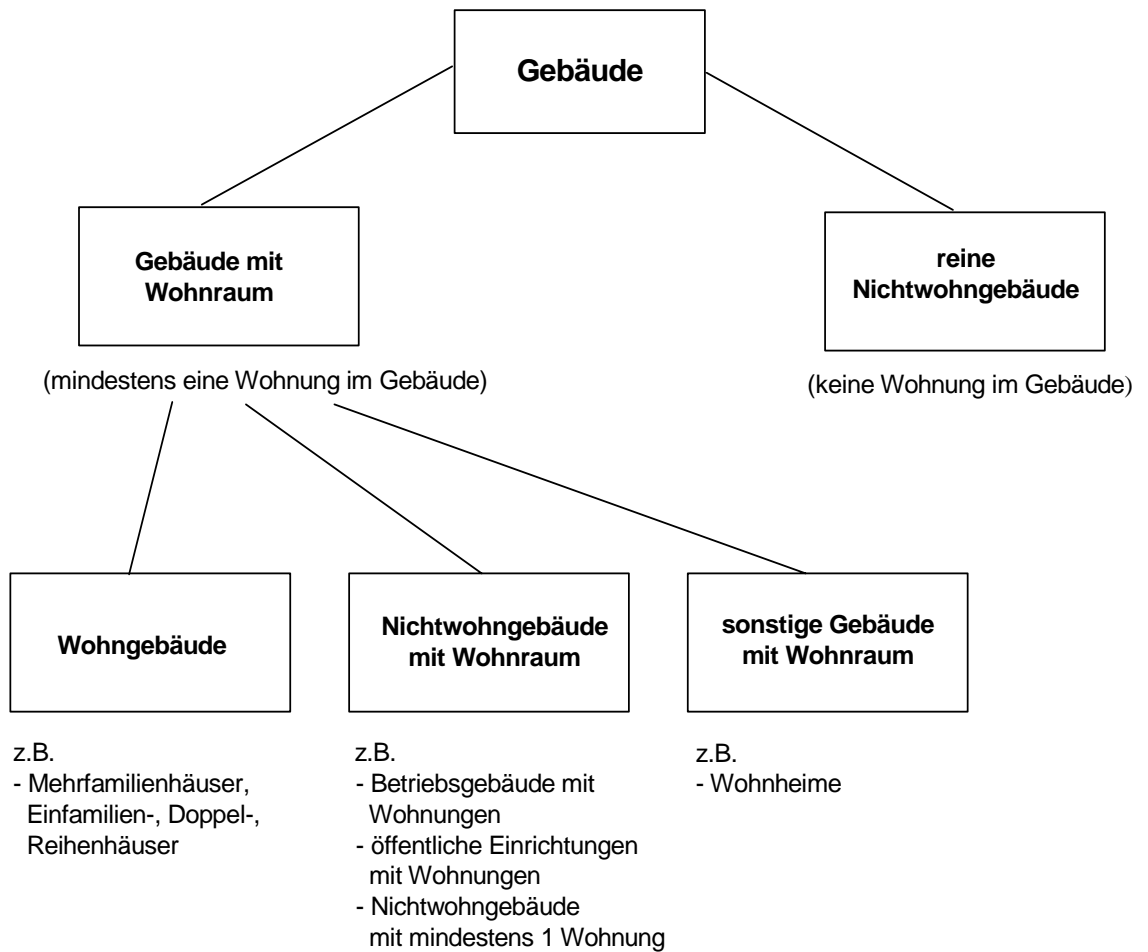 Gebäude
Gebäude mit
Wohnraum
(mindestens eine Wohnung im Gebäude)
reine
Nichtwohngebäude
(keine Wohnung im Gebäude)
Wohngebäude
z.B.
- Mehrfamilienhäuser,
Einfamilien-, Doppel-,
Reihenhäuser
Nichtwohngebäude
mit Wohnraum
z.B.
- Betriebsgebäude mit
Wohnungen
- öffentliche Einrichtungen
mit Wohnungen
- Nichtwohngebäude
mit mindestens 1 Wohnung
sonstige Gebäude
mit Wohnraum
z.B.
- Wohnheime